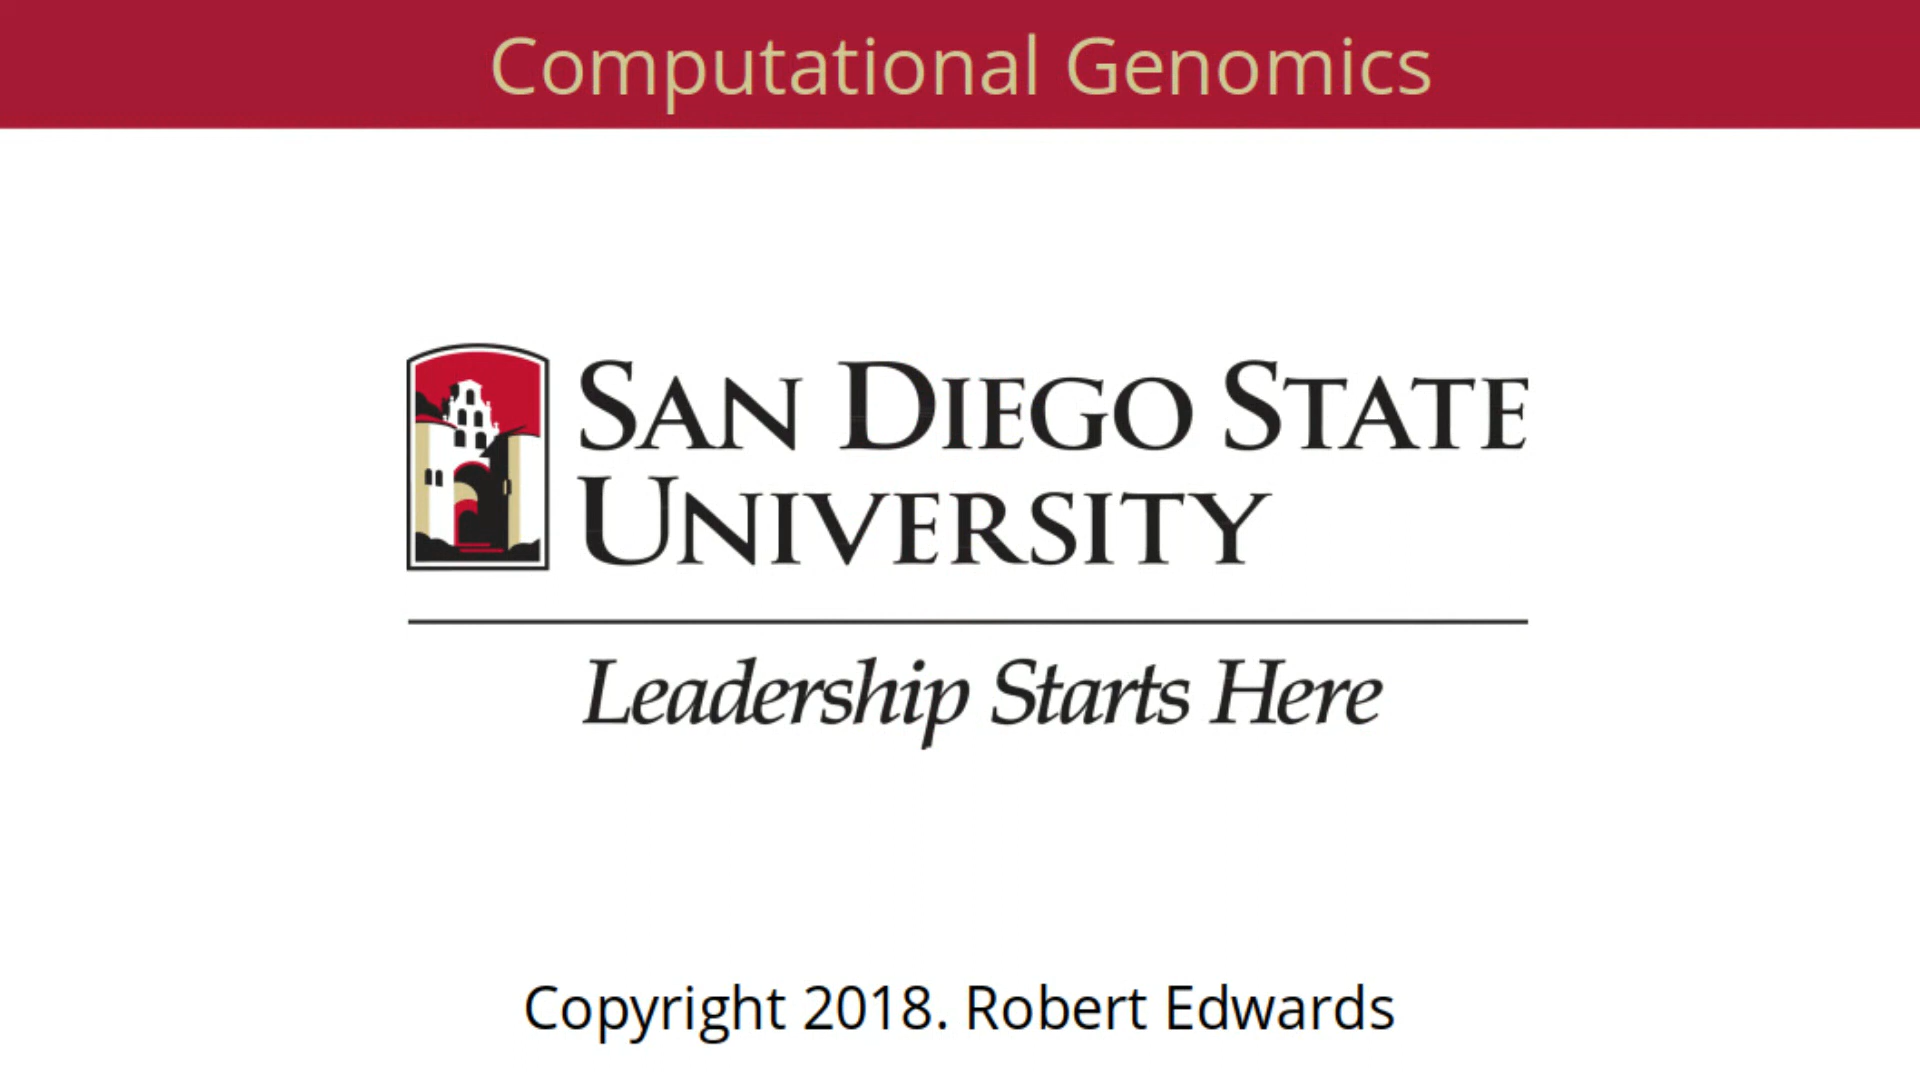 Computational Genomics
SAN DIEGO STATE
UNIVERSITY
Leadership Starts Here
Copyright 2018. Robert Edwards